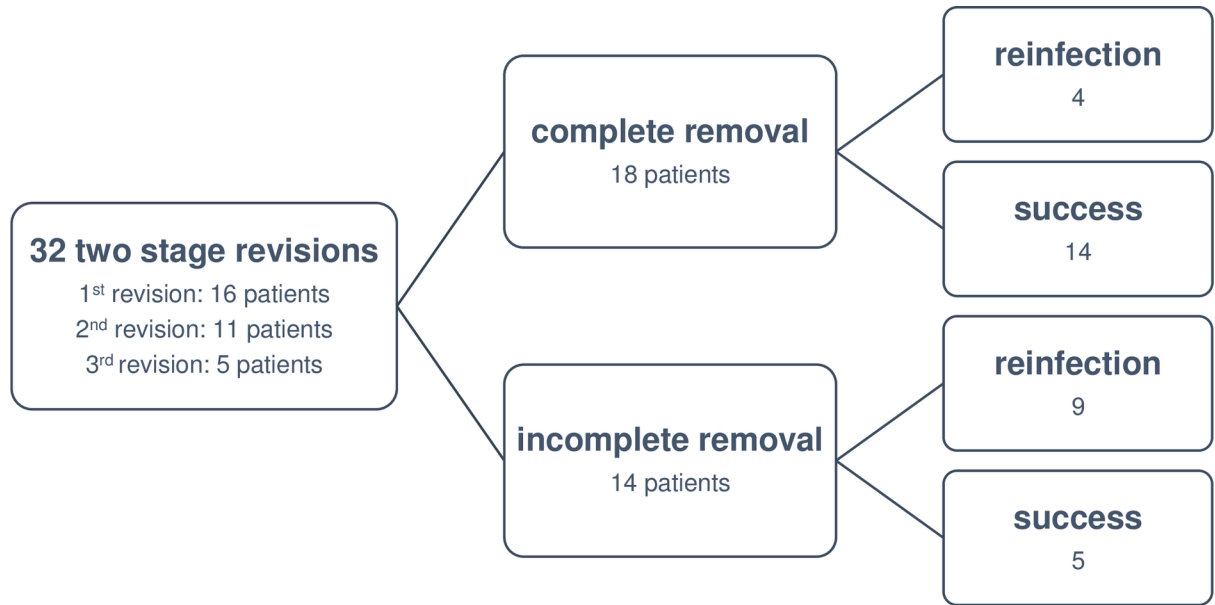 32 two stage revisions
1st revision: 16 patients
2nd revision: 11 patients
3rd revision: 5 patients
complete removal
18 patients
reinfection
4
success
14
incomplete removal
14 patients
reinfection
9
success
5